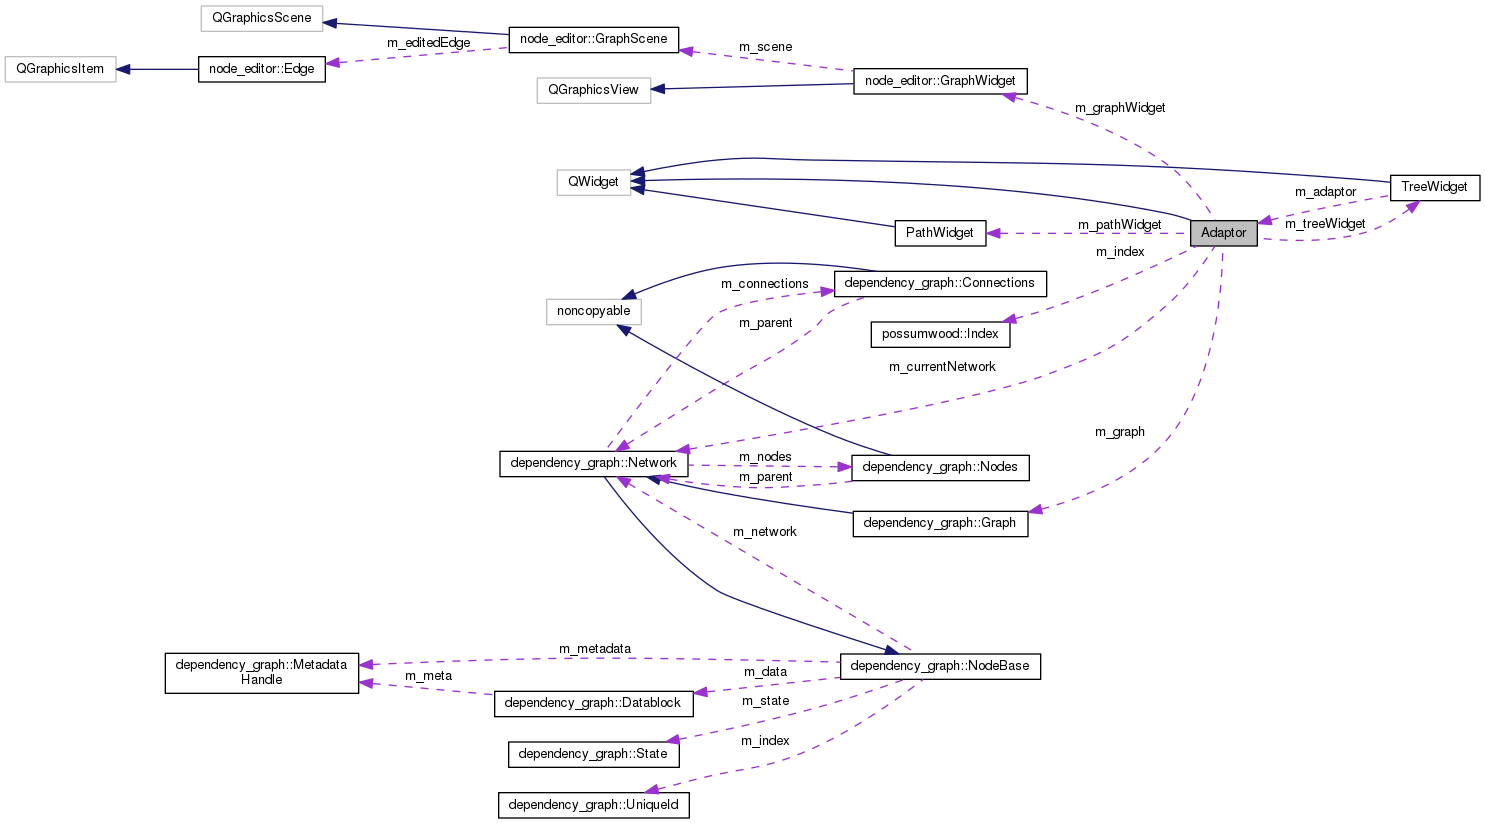 QGraphicsScene
node_editor::GraphScene
m_editedEdge
m_scene
QGraphicsItem
node_editor::Edge
node_editor::GraphWidget
QGraphicsView
m_graphWidget
QWidget
TreeWidget
m_adaptor
m_treeWidget
m_pathWidget
PathWidget
Adaptor
m_index
m_connections
dependency_graph::Connections
noncopyable
m_parent
possumwood::Index
m_currentNetwork
m_graph
dependency_graph::Network
m_nodes
dependency_graph::Nodes
m_parent
dependency_graph::Graph
m_network
m_metadata
dependency_graph::Metadata
Handle
dependency_graph::NodeBase
m_meta
m_data
dependency_graph::Datablock
m_state
m_index
dependency_graph::State
dependency_graph::UniqueId